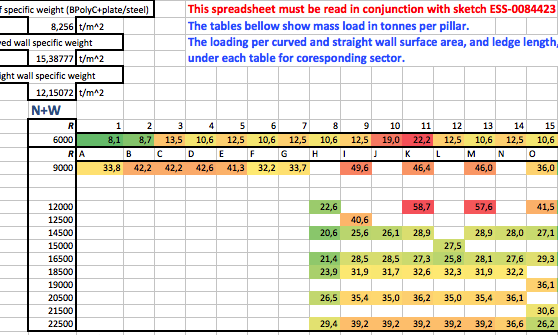 f specific weight (BPolyC+plate/steel) This spreadsheet must be read in conjunction with sketch ESS-0084423
8,256 t/m^2 The tables bellow show mass load in tonnes per pillar.
ved wall specific weight The loading per curved and straight wall surface area, and ledge length,
15,38777 t/m^2 under each table for coresponding sector.
ight wall specific weight
12,15072 t/m^2
N+W
R 1 2 3 4 5 6 7 8 9 10 11 12 13 14 15
6000 8,1 8,7 13,5 10,6 12,5 10,6 12,5 10,6 12,5 19,0 22,2 12,5 10,6 12,5 10,6
R A B C D E F G H I J K L M N O
9000 33,8 42,2 42,2 42,6 41,3 32,2 33,7 49,6 46,4 46,0 36,0
12000 22,6 58,7 57,6 41,5
12500 40,6
14500 20,6 25,6 26,1 28,9 28,9 28,0 27,1
15000 27,5
16500 21,4 28,5 28,5 27,3 25,8 28,1 27,6 29,3
18500 23,9 31,9 31,7 32,6 32,3 31,9 32,2
19000 36,1
20500 26,5 35,4 35,0 36,2 35,0 35,4 36,1
21500 30,6
22500 29,4 39,2 39,2 39,2 39,2 39,2 36,6 26,2